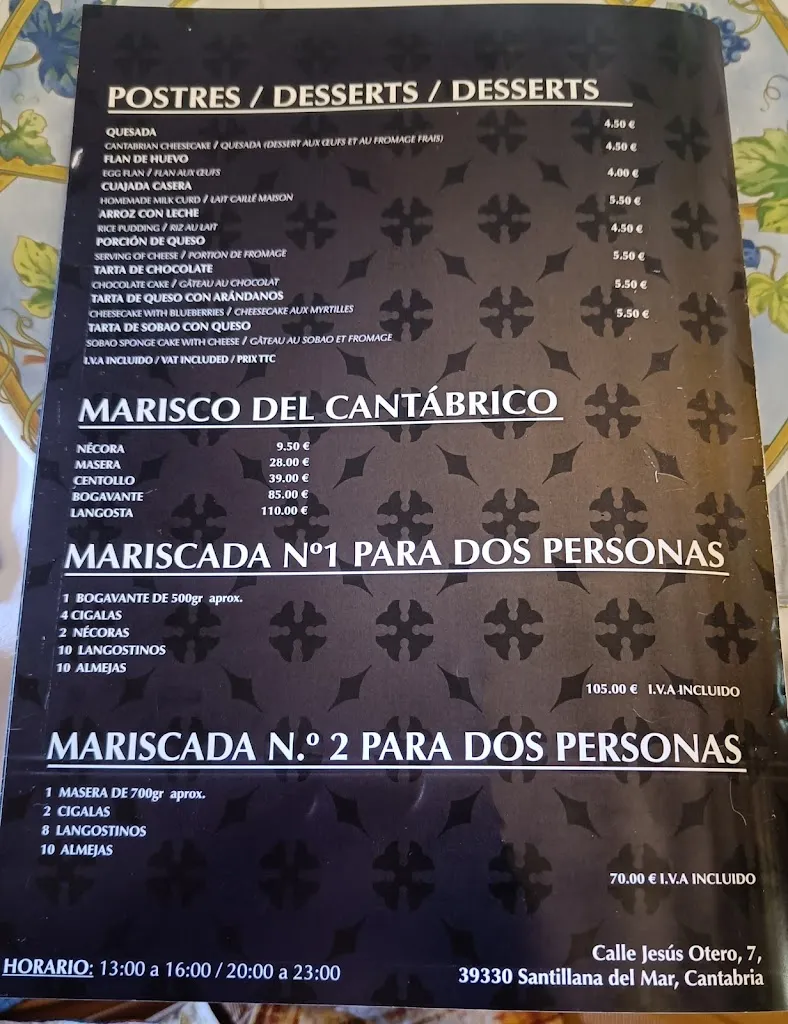 POSTRES / DESSERTS / DESSERTS
QUESADA 4.50 €
CANTABRIAN CHEESECAKE / QUESADA (DESSERT AUX ŒUFS ET AU FROMAGE FRAIS)
FLAN DE HUEVO 4.50 €
EGG FLAN / FLAN AUX ŒUFS
CUAJADA CASERA 4.00 €
HOMEMADE MILK CURD / LAIT CAILLÉ MAISON
ARROZ CON LECHE 5.50 €
RICE PUDDING / RIZ AU LAIT
PORCIÓN DE QUESO 4.50 €
SERVING OF CHEESE / PORTION DE FROMAGE
TARTA DE CHOCOLATE 5.50 €
CHOCOLATE CAKE / GÂTEAU AU CHOCOLAT
TARTA DE QUESO CON ARÁNDANOS 5.50 €
CHEESECAKE WITH BLUEBERRIES / CHEESECAKE AUX MYRTILLES
TARTA DE SOBAO CON QUESO 5.50 €
SOBAO SPONGE CAKE WITH CHEESE / GÂTEAU AU SOBAO ET FROMAGE
I.V.A INCLUIDO / VAT INCLUDED / PRIX TTC
MARISCO DEL CANTÁBRICO
NÉCORA 9.50 €
MASERA 28.00 €
CENTOLLO 39.00 €
BOGAVANTE 85.00 €
LANGOSTA 110.00 €
MARISCADA Nº1 PARA DOS PERSONAS
1 BOGAVANTE DE 500gr aprox.
4 CIGALAS
2 NÉCORAS
10 LANGOSTINOS
10 ALMEJAS
105.00 € I.V.A INCLUIDO
MARISCADA N.º 2 PARA DOS PERSONAS
1 MASERA DE 700gr aprox.
2 CIGALAS
8 LANGOSTINOS
10 ALMEJAS
70.00 € I.V.A INCLUIDO
HORARIO: 13:00 a 16:00 / 20:00 a 23:00
Calle Jesús Otero, 7,
39330 Santillana del Mar, Cantabria